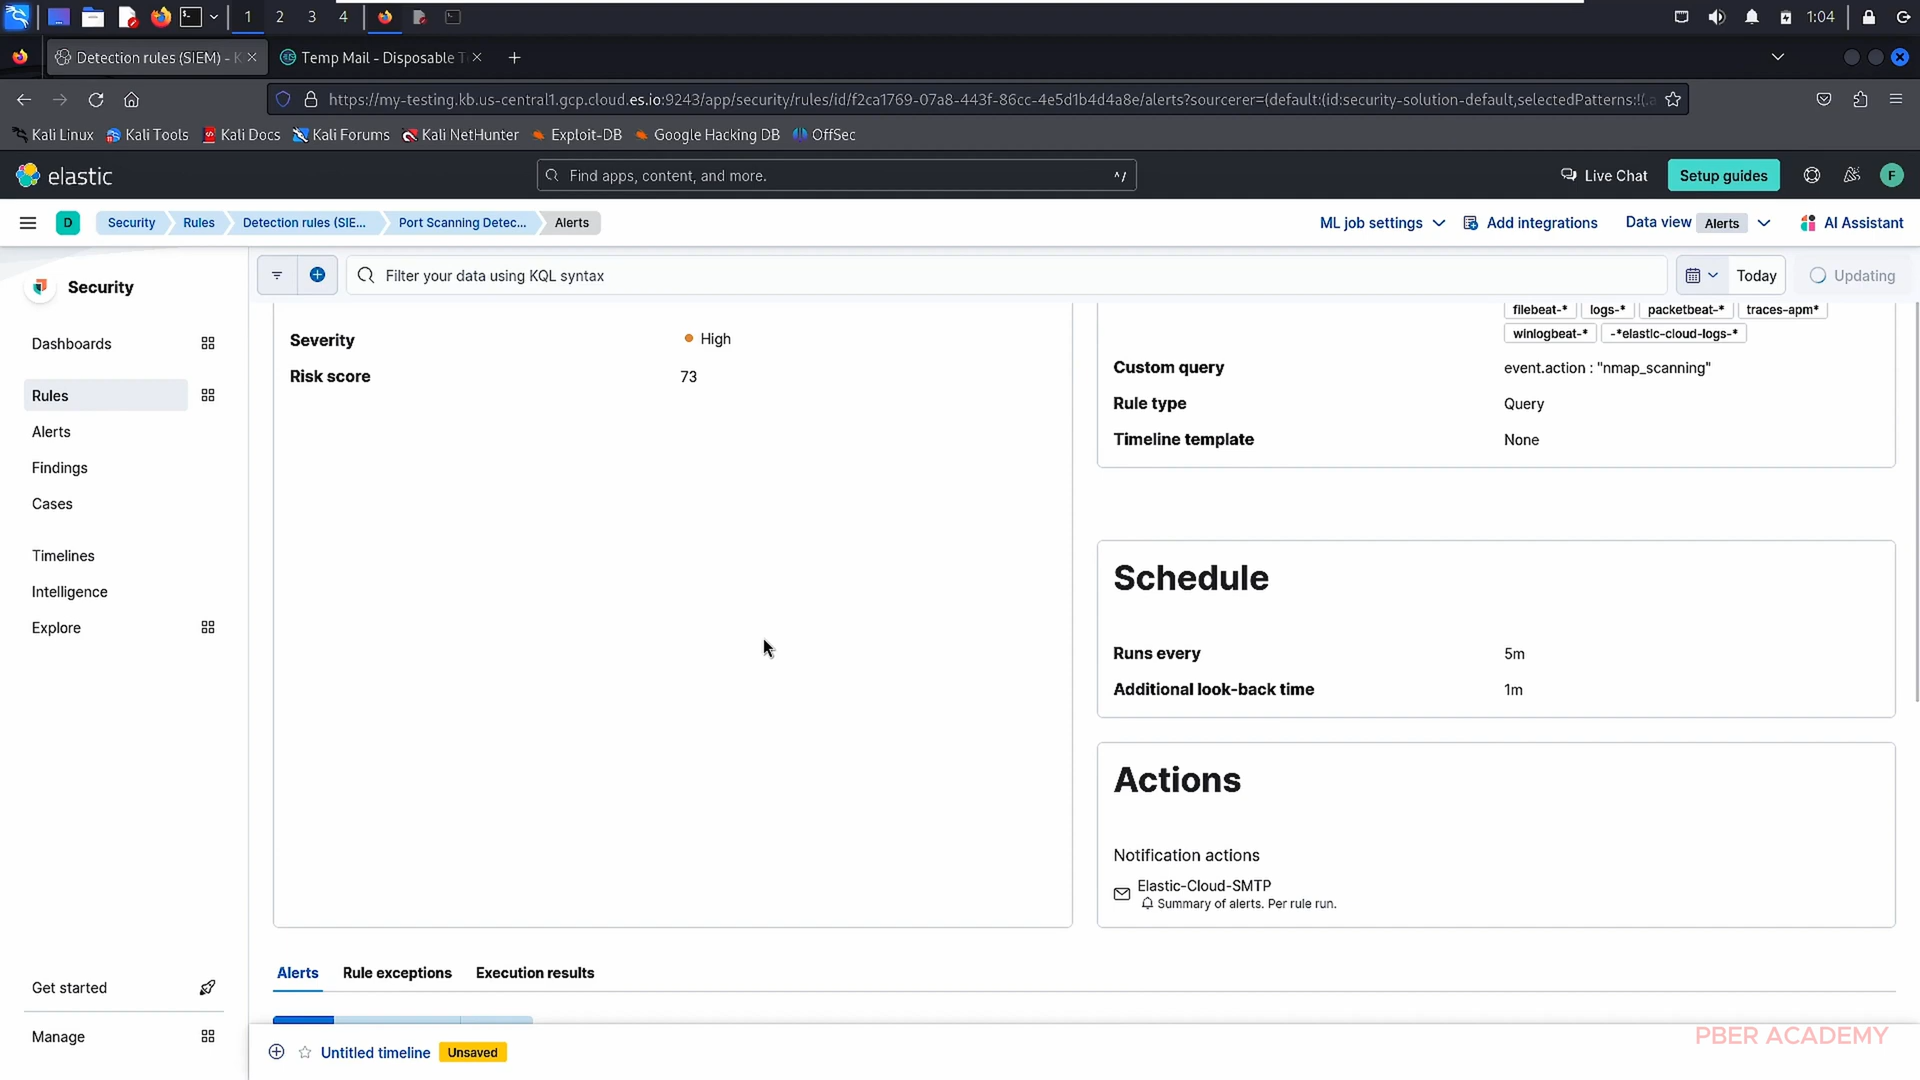 1 2 3 4 1:04
Detection rules (SIEM) - K Temp Mail - Disposable T
https://my-testing.kb.us-central1.gcp.cloud.es.io:9243/app/security/rules/id/f2ca1769-07a8-443f-86cc-4e5d1b4d4a8e/alerts?sourcerer=(default:(id:security-solution-default,selectedPatterns:!(.a
Kali Linux Kali Tools Kali Docs Kali Forums Kali NetHunter Exploit-DB Google Hacking DB OffSec
elastic Find apps, content, and more. ^/ Live Chat Setup guides F
D Security Rules Detection rules (SIE... Port Scanning Detec... Alerts ML job settings Add integrations Data view Alerts AI Assistant
Security
Dashboards
Rules
Alerts
Findings
Cases
Timelines
Intelligence
Explore
Get started
Manage
Filter your data using KQL syntax Today Updating
Severity High
Risk score 73
filebeat-* logs-* packetbeat-* traces-apm*
winlogbeat-* -*elastic-cloud-logs-*
Custom query event.action : "nmap_scanning"
Rule type Query
Timeline template None
Schedule
Runs every 5m
Additional look-back time 1m
Actions
Notification actions
Elastic-Cloud-SMTP
Summary of alerts. Per rule run.
Alerts Rule exceptions Execution results
Untitled timeline Unsaved
PBER ACADEMY